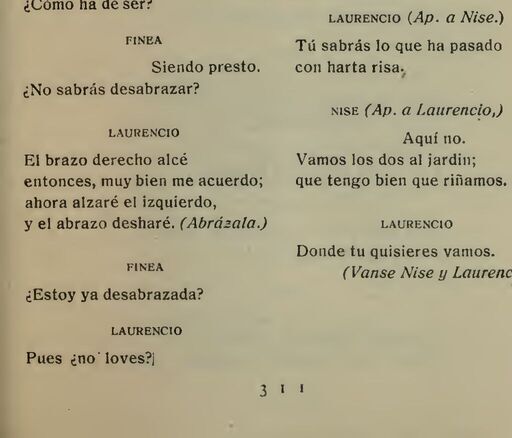 ¿Cómo ha de ser?
FINEA
Siendo presto.
¿No sabrás desabrazar?
LAURENCIO
El brazo derecho alcé
entonces, muy bien me acuerdo;
ahora alzaré el izquierdo,
y el abrazo desharé. (Abrázala.)
FINEA
¿Estoy ya desabrazada?
LAURENCIO
Pues ¿no loves?¡
LAURENCIO (Ap. a Nise.)
Tú sabrás lo que ha pasado
con harta risa.
NISE (Ap. a Laurencio,)
Aquí no.
Vamos los dos al jardin;
que tengo bien que riñamos.
LAURENCIO
Donde tu quisieres vamos.
(Vanse Nise y Laurenc
3 1 1